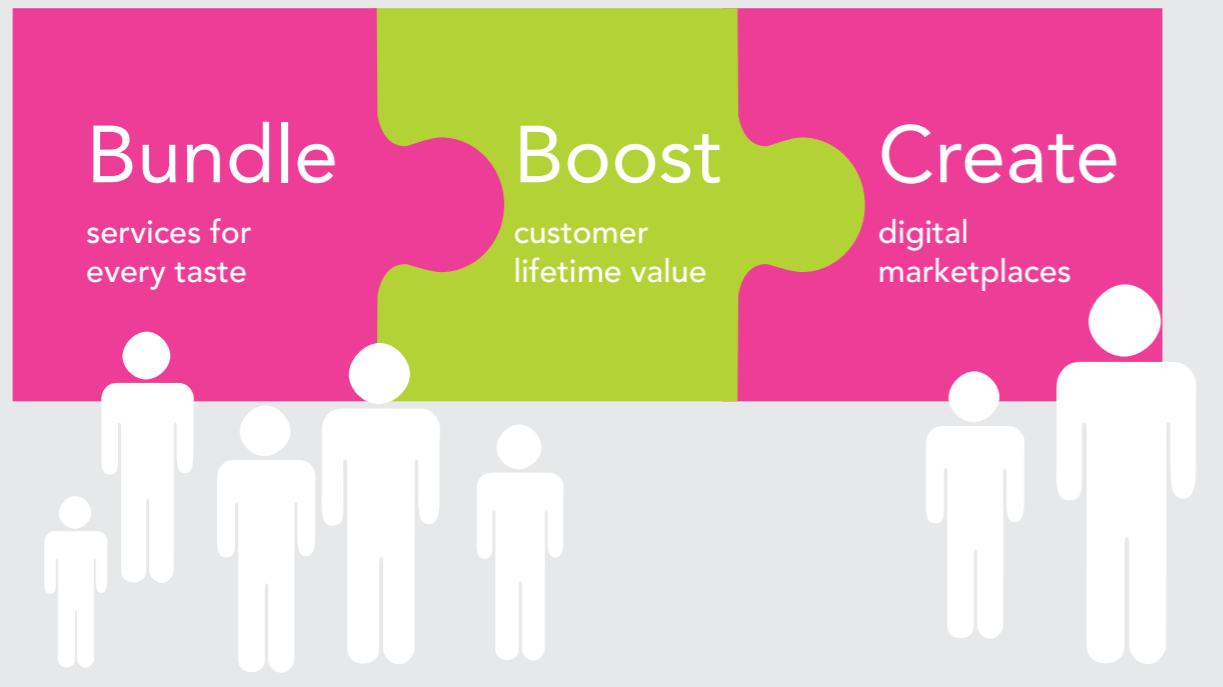 Bundle
services for
every taste
Boost
customer
lifetime value
Create
digital
marketplaces